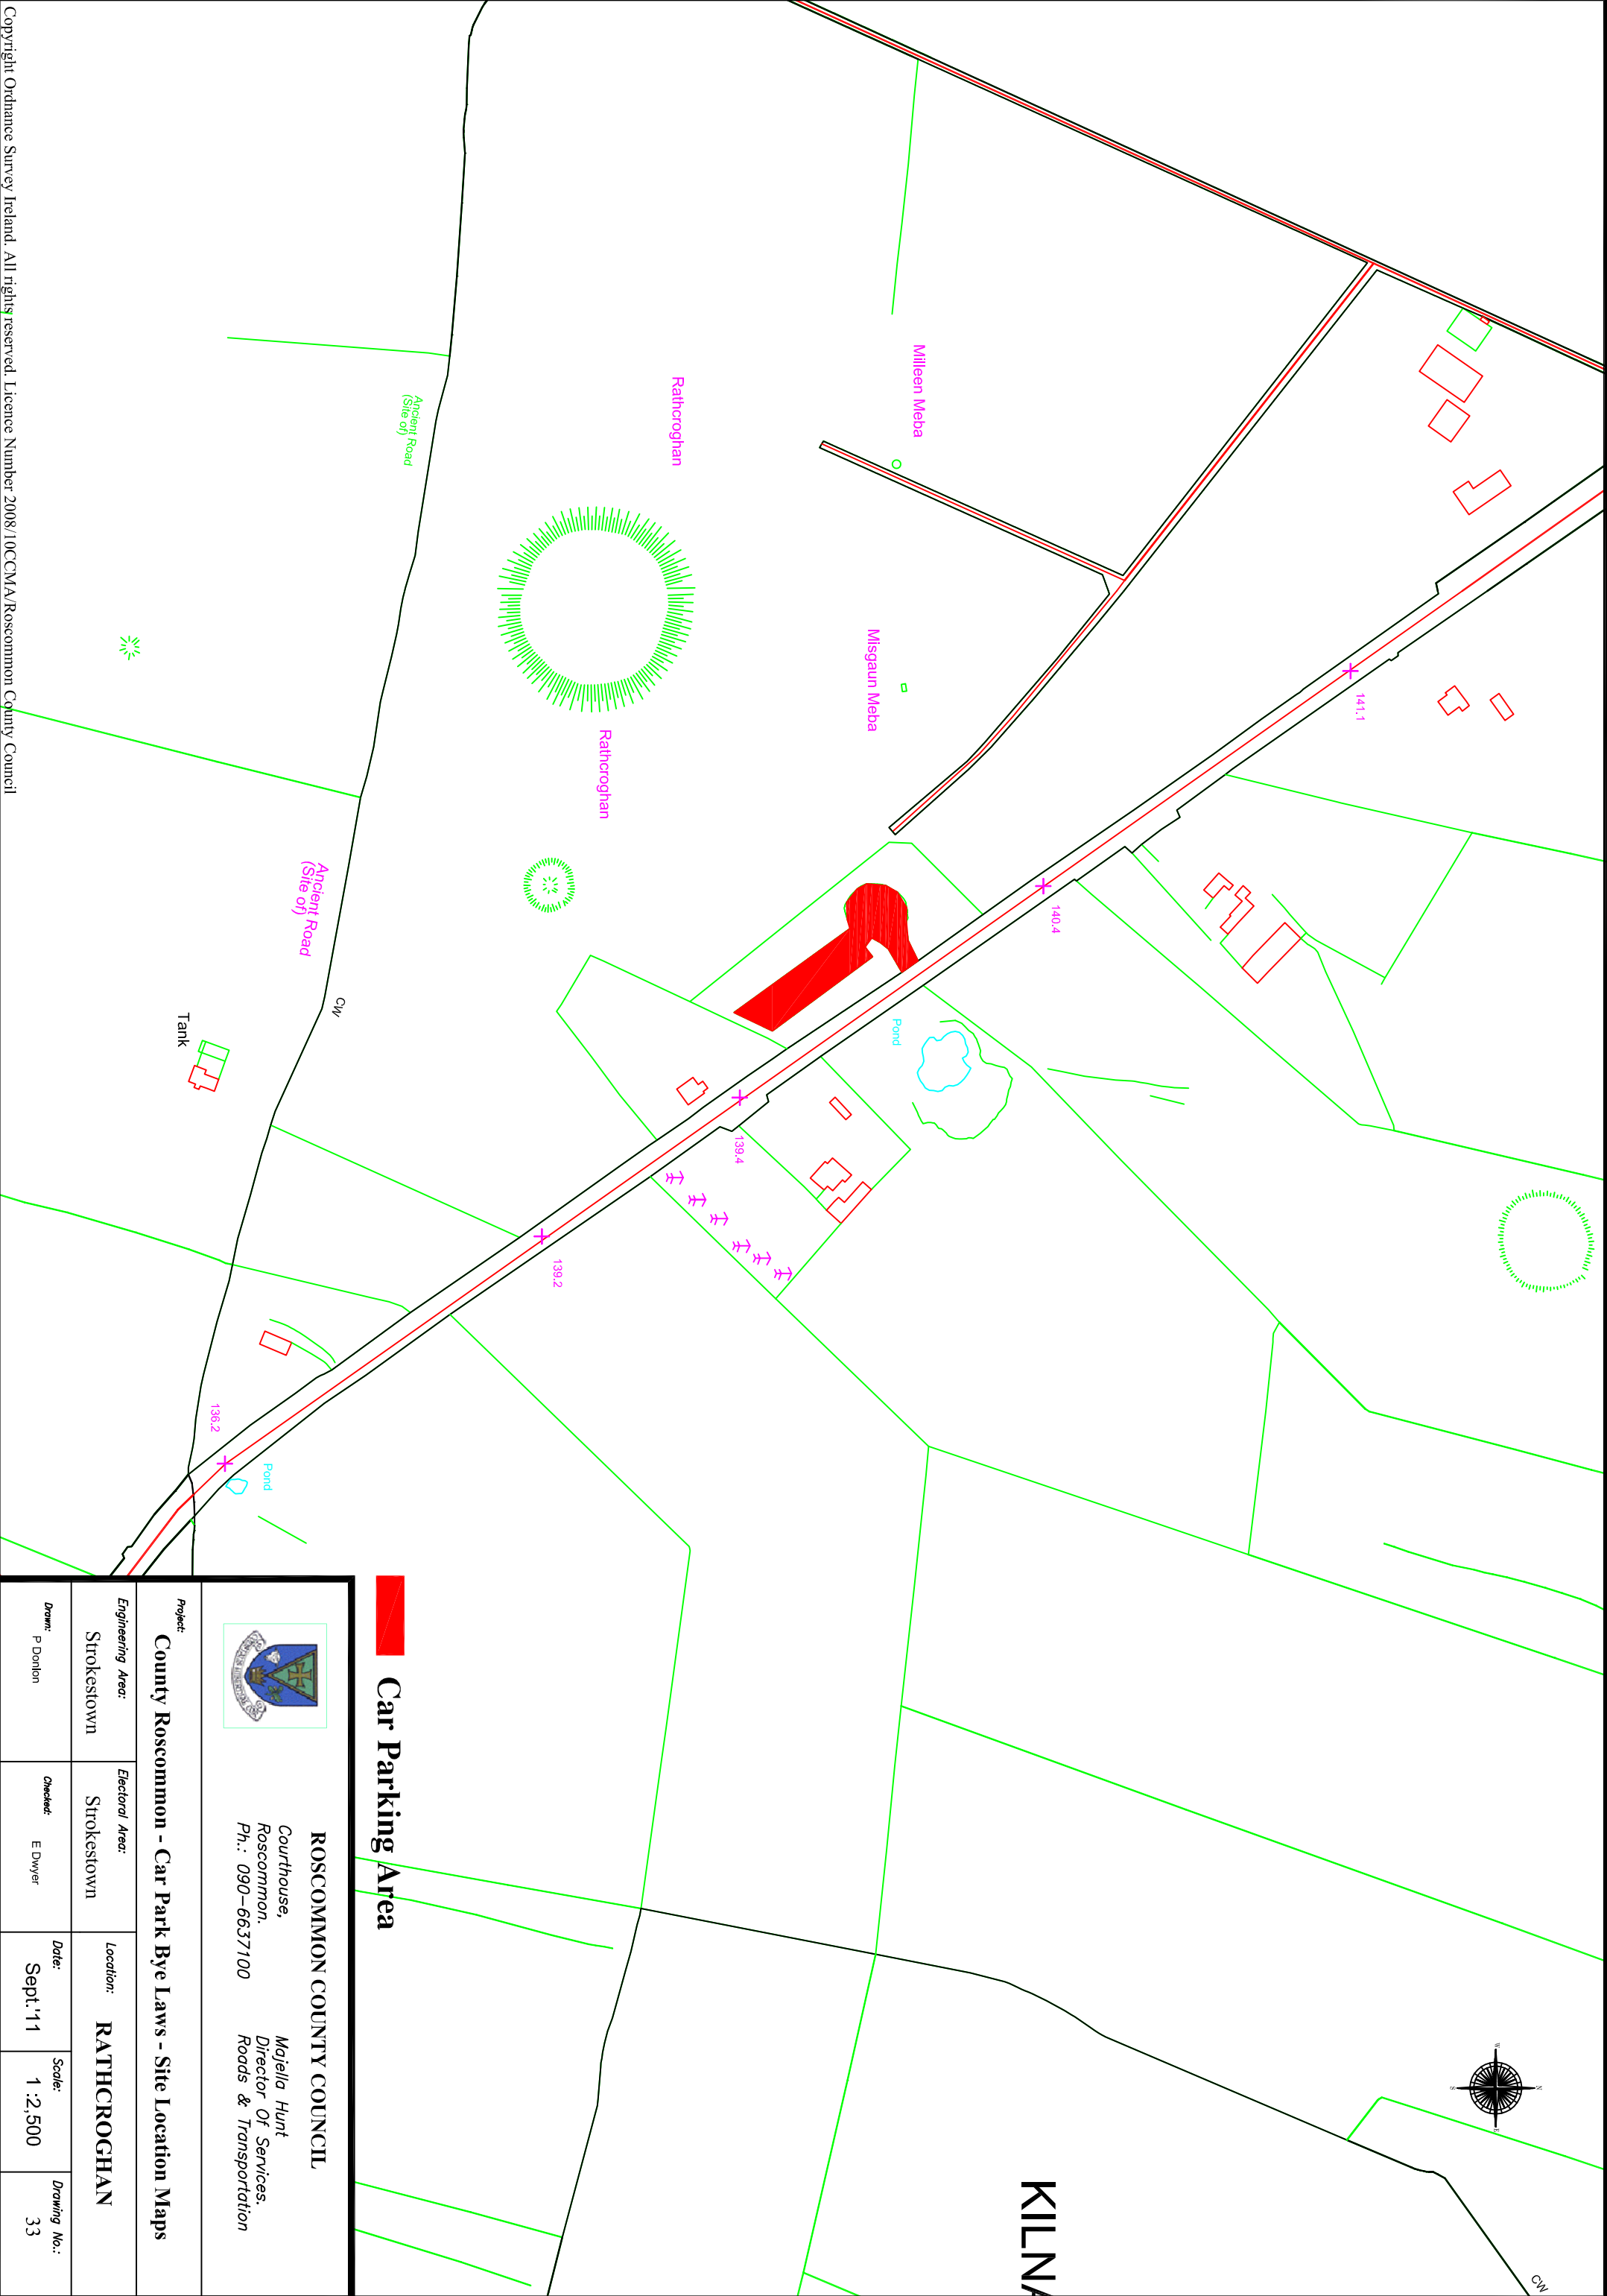 KILNA
CW
N
S
E
W
141.1
140.4
139.4
139.2
136.2
Milleen Meba
Misgaun Meba
Pond
Rathcroghan
Rathcroghan
Ancient Road
(Site of)
Ancient Road
(Site of)
CW
Tank
Pond
Car Parking Area
ROSCOMMON COUNTY COUNCIL
Courthouse,
Roscommon.
Ph.: 090-6637100
Majella Hunt
Director Of Services.
Roads & Transportation
Project:
County Roscommon - Car Park Bye Laws - Site Location Maps
Engineering Area:
Strokestown
Electoral Area:
Strokestown
Location:
RATHCROGHAN
Drawn:
P Donlon
Checked:
E Dwyer
Date:
Sept.'11
Scale:
1 :2,500
Drawing No.:
33
Copyright Ordnance Survey Ireland. All rights reserved. Licence Number 2008/10CCMA/Roscommon County Council